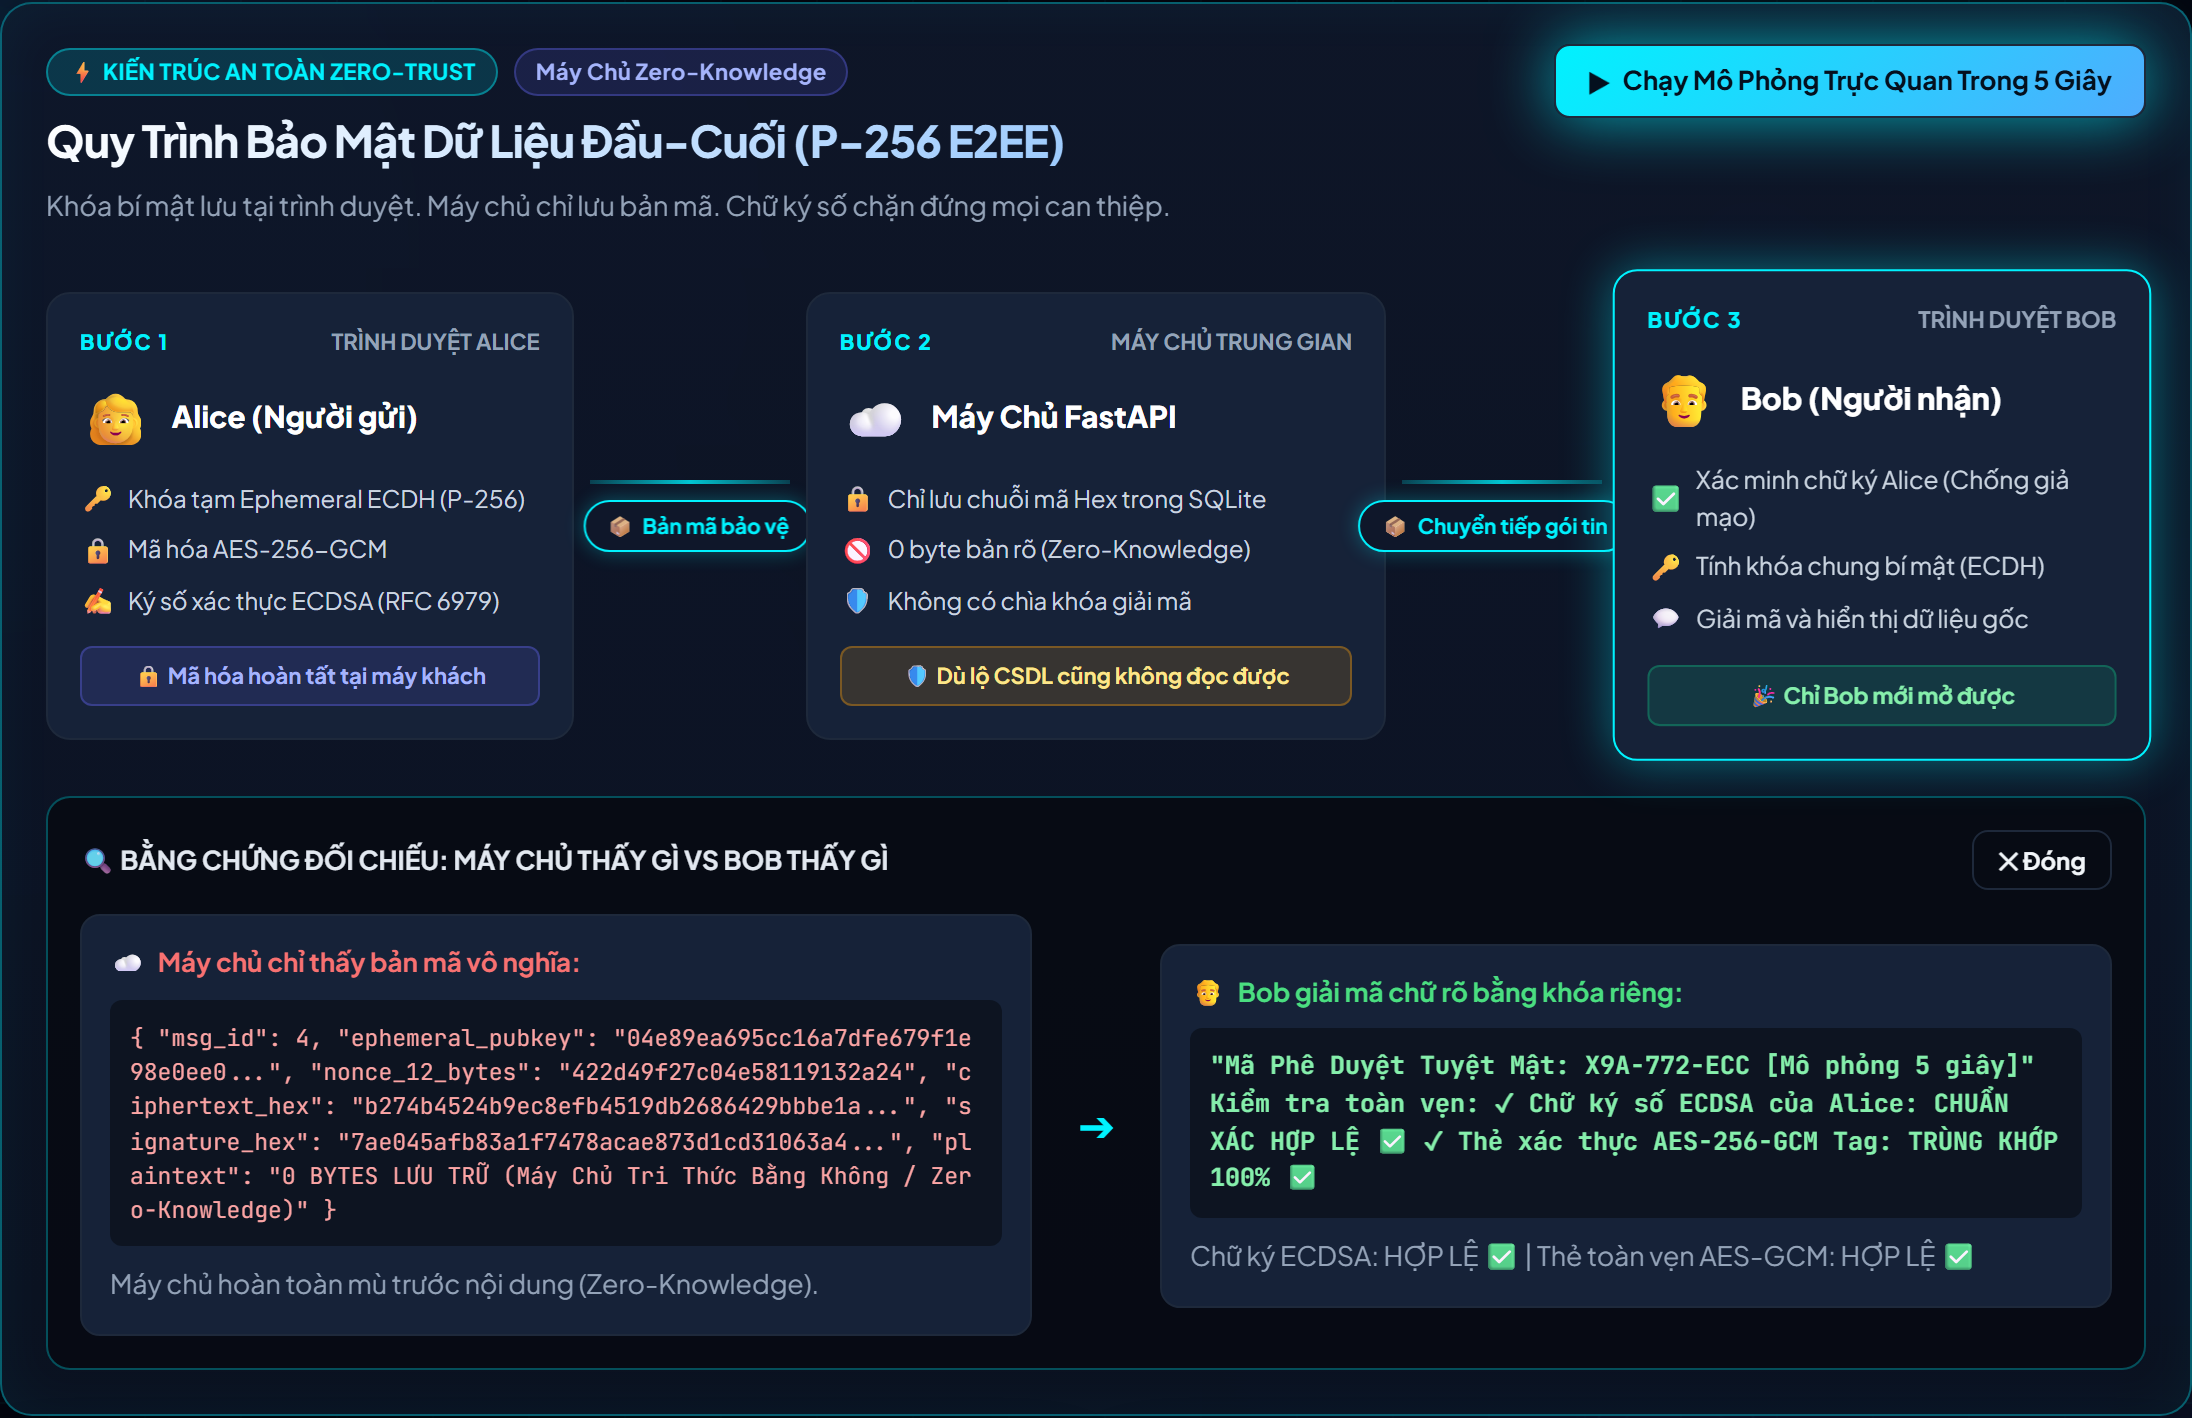 ⚡ KIẾN TRÚC AN TOÀN ZERO-TRUST
Máy Chủ Zero-Knowledge
▶ Chạy Mô Phỏng Trực Quan Trong 5 Giây
Quy Trình Bảo Mật Dữ Liệu Đầu-Cuối (P-256 E2EE)
Khóa bí mật lưu tại trình duyệt. Máy chủ chỉ lưu bản mã. Chữ ký số chặn đứng mọi can thiệp.
BƯỚC 1
TRÌNH DUYỆT ALICE
Alice (Người gửi)
🔑 Khóa tạm Ephemeral ECDH (P-256)
🔒 Mã hóa AES-256-GCM
✍️ Ký số xác thực ECDSA (RFC 6979)
🔒 Mã hóa hoàn tất tại máy khách
📦 Bản mã bảo vệ
BƯỚC 2
MÁY CHỦ TRUNG GIAN
Máy Chủ FastAPI
🔒 Chỉ lưu chuỗi mã Hex trong SQLite
🚫 0 byte bản rõ (Zero-Knowledge)
🛡️ Không có chìa khóa giải mã
🛡️ Dù lộ CSDL cũng không đọc được
📦 Chuyển tiếp gói tin
BƯỚC 3
TRÌNH DUYỆT BOB
Bob (Người nhận)
✅ Xác minh chữ ký Alice (Chống giả
mạo)
🔑 Tính khóa chung bí mật (ECDH)
💬 Giải mã và hiển thị dữ liệu gốc
🎉 Chỉ Bob mới mở được
🔍 BẰNG CHỨNG ĐỐI CHIẾU: MÁY CHỦ THẤY GÌ VS BOB THẤY GÌ
✕ Đóng
☁️ Máy chủ chỉ thấy bản mã vô nghĩa:
{ "msg_id": 4, "ephemeral_pubkey": "04e89ea695cc16a7dfe679f1e
98e0ee0...", "nonce_12_bytes": "422d49f27c04e58119132a24", "c
iphertext_hex": "b274b4524b9ec8efb4519db2686429bbbe1a...", "s
ignature_hex": "7ae045afb83a1f7478acae873d1cd31063a4...", "pl
aintext": "0 BYTES LƯU TRỮ (Máy Chủ Tri Thức Bằng Không / Zer
o-Knowledge)" }
Máy chủ hoàn toàn mù trước nội dung (Zero-Knowledge).
➔
Bob giải mã chữ rõ bằng khóa riêng:
"Mã Phê Duyệt Tuyệt Mật: X9A-772-ECC [Mô phỏng 5 giây]"
Kiểm tra toàn vẹn: ✓ Chữ ký số ECDSA của Alice: CHUẨN
XÁC HỢP LỆ ✅ ✓ Thẻ xác thực AES-256-GCM Tag: TRÙNG KHỚP
100% ✅
Chữ ký ECDSA: HỢP LỆ ✅ | Thẻ toàn vẹn AES-GCM: HỢP LỆ ✅